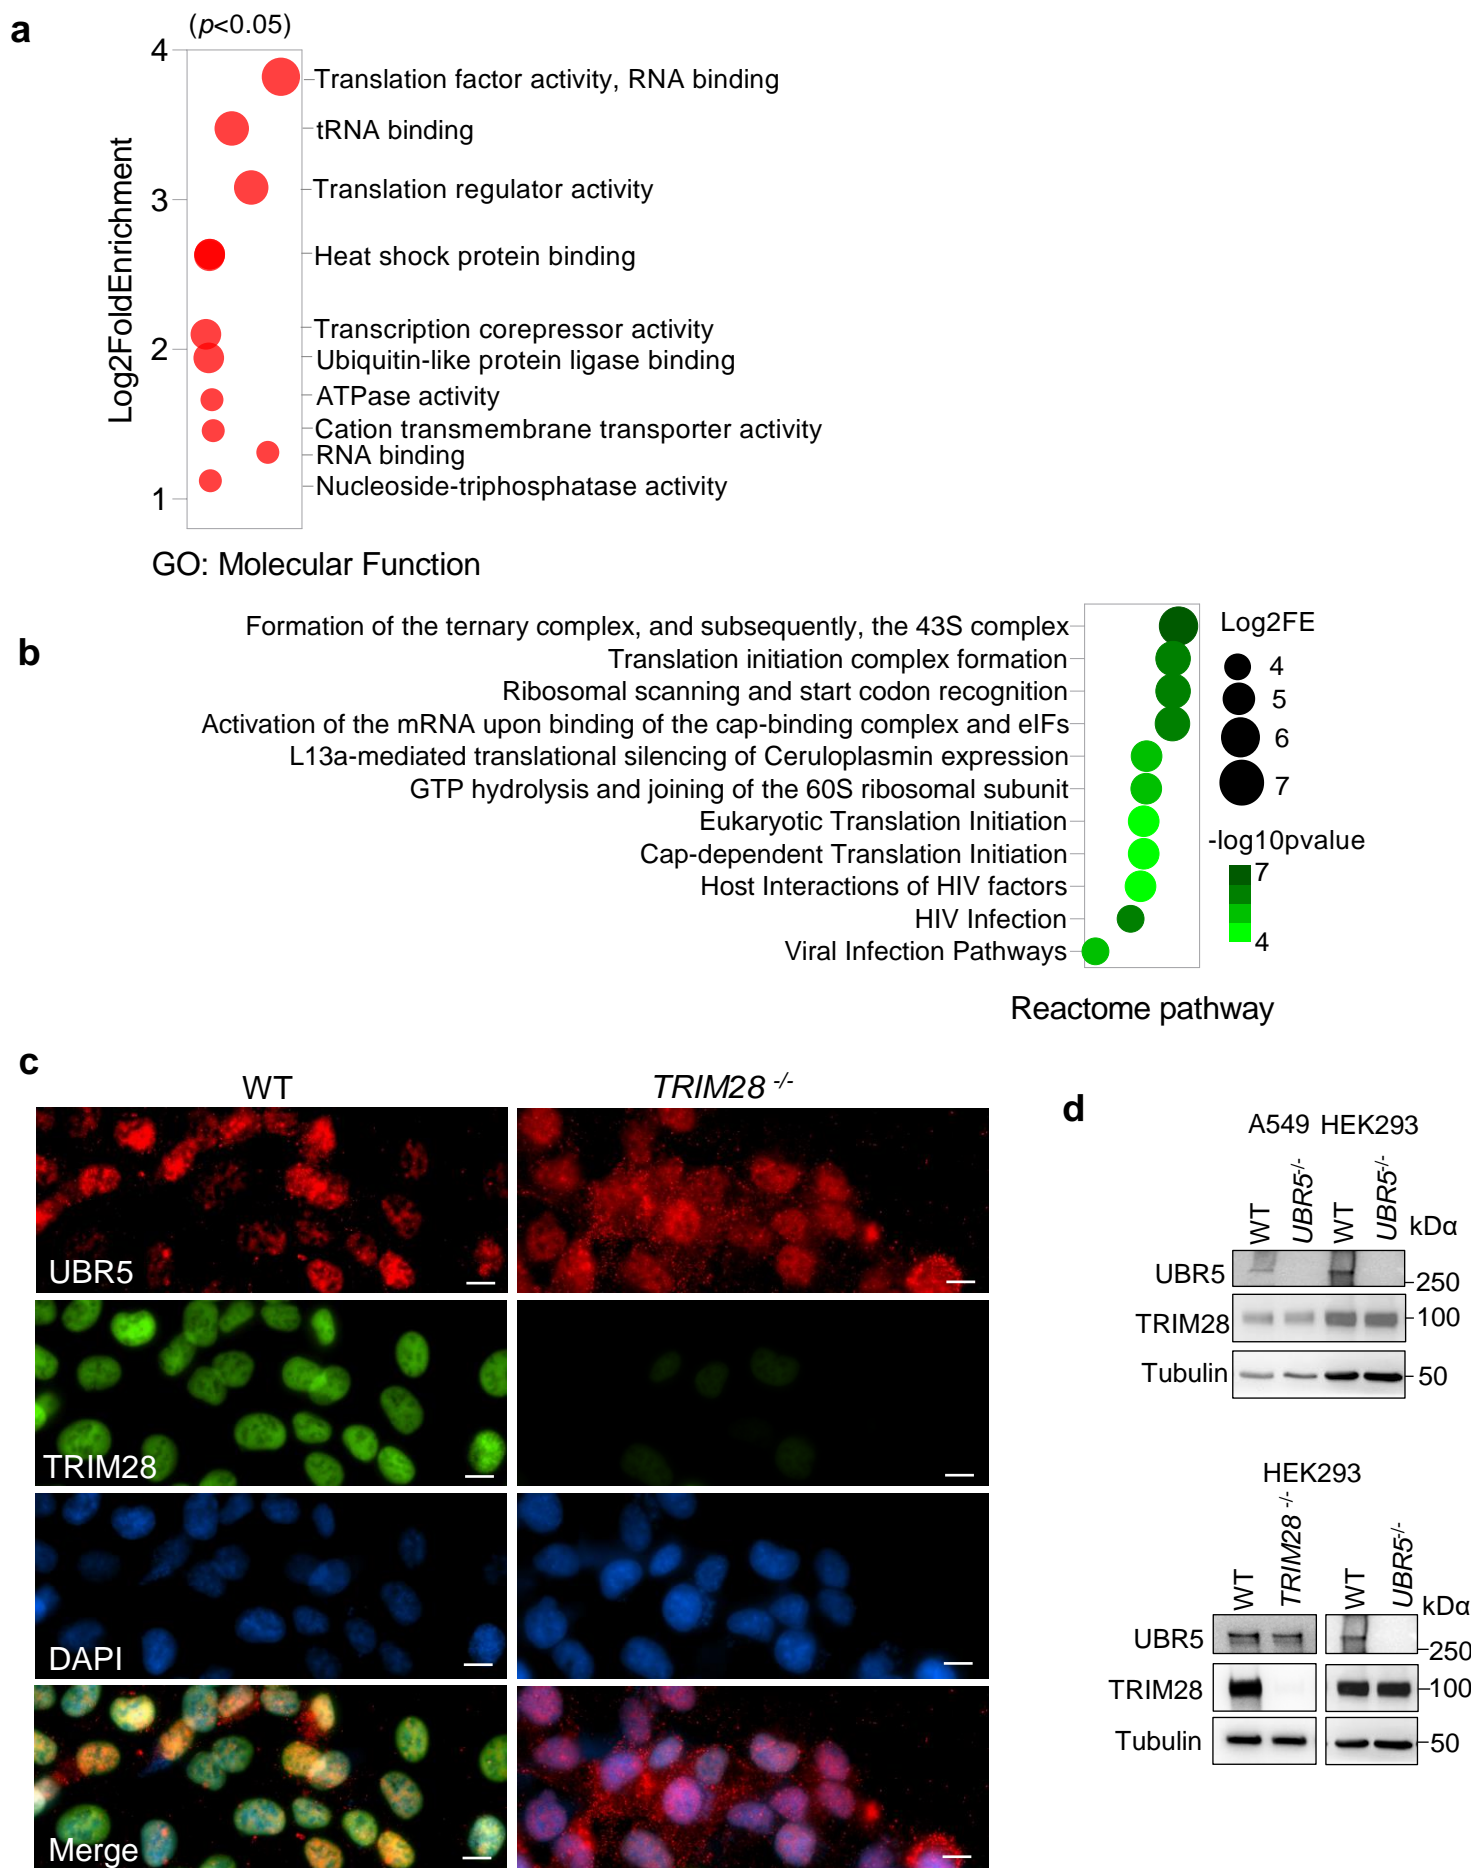 a
(p<0.05)
Log2FoldEnrichment
4
3
2
1
Translation factor activity, RNA binding
tRNA binding
Translation regulator activity
Heat shock protein binding
Transcription corepressor activity
Ubiquitin-like protein ligase binding
ATPase activity
Cation transmembrane transporter activity
RNA binding
Nucleoside-triphosphatase activity
GO: Molecular Function
b
Formation of the ternary complex, and subsequently, the 43S complex
Translation initiation complex formation
Ribosomal scanning and start codon recognition
Activation of the mRNA upon binding of the cap-binding complex and eIFs
L13a-mediated translational silencing of Ceruloplasmin expression
GTP hydrolysis and joining of the 60S ribosomal subunit
Eukaryotic Translation Initiation
Cap-dependent Translation Initiation
Host Interactions of HIV factors
HIV Infection
Viral Infection Pathways
Log2FE
4
5
6
7
-log10pvalue
7
4
Reactome pathway
c
WT
TRIM28 -/-
UBR5
TRIM28
DAPI
Merge
d
A549 HEK293
WT
UBR5-/-
WT
UBR5-/-
kDα
UBR5
250
TRIM28
100
Tubulin
50
HEK293
WT
TRIM28 -/-
WT
UBR5-/-
kDα
UBR5
250
TRIM28
100
Tubulin
50